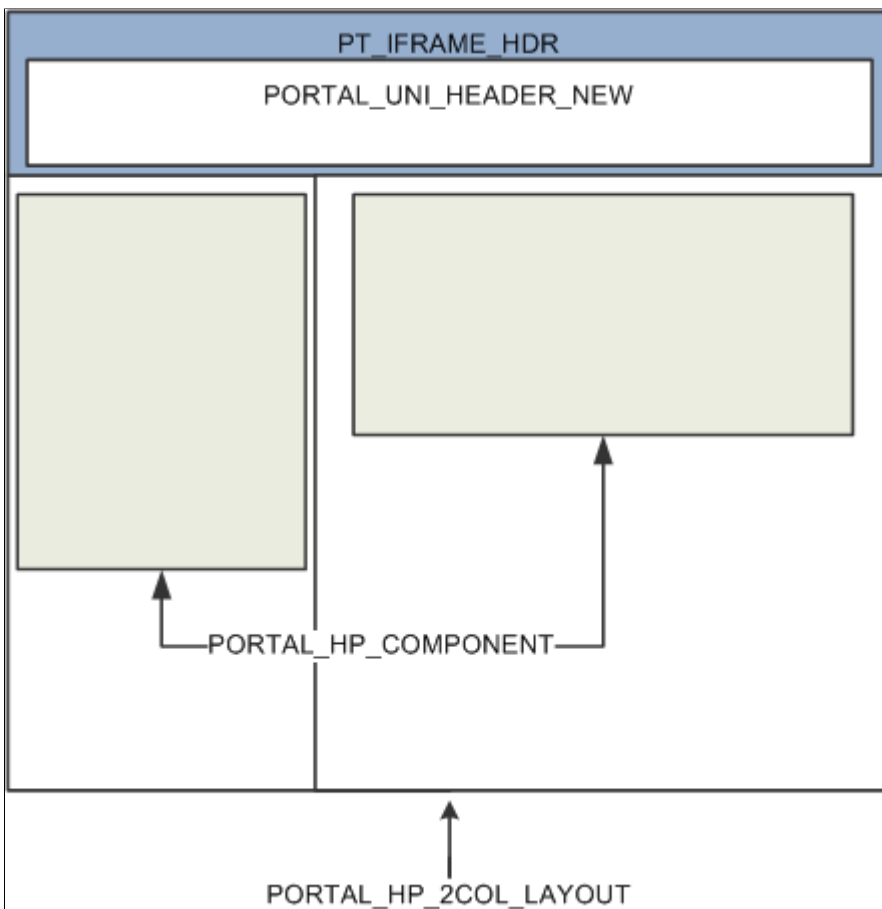 PT_IFRAME_HDR
PORTAL_UNI_HEADER_NEW
PORTAL_HP_COMPONENT
PORTAL_HP_2COL_LAYOUT